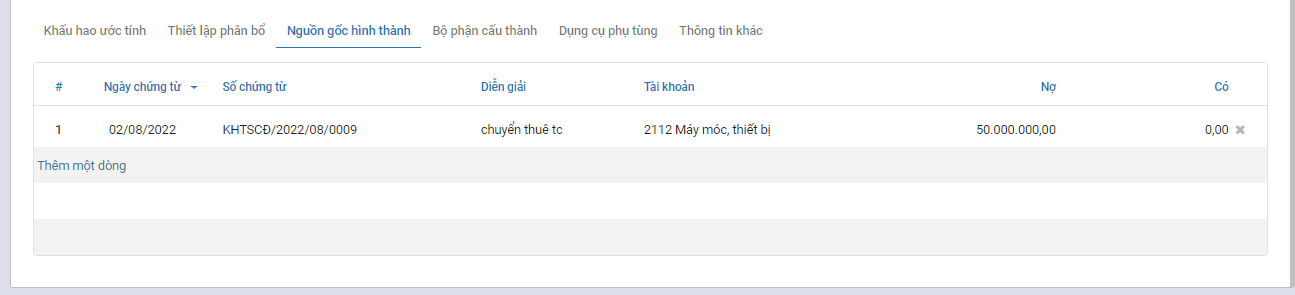 Khấu hao ước tính Thiết lập phân bổ Nguồn gốc hình thành Bộ phận cấu thành Dụng cụ phụ tùng Thông tin khác
# Ngày chứng từ Số chứng từ Diễn giải Tài khoản Nợ Có
1 02/08/2022 KHTSCĐ/2022/08/0009 chuyển thuê tc 2112 Máy móc, thiết bị 50.000.000,00 0,00
Thêm một dòng